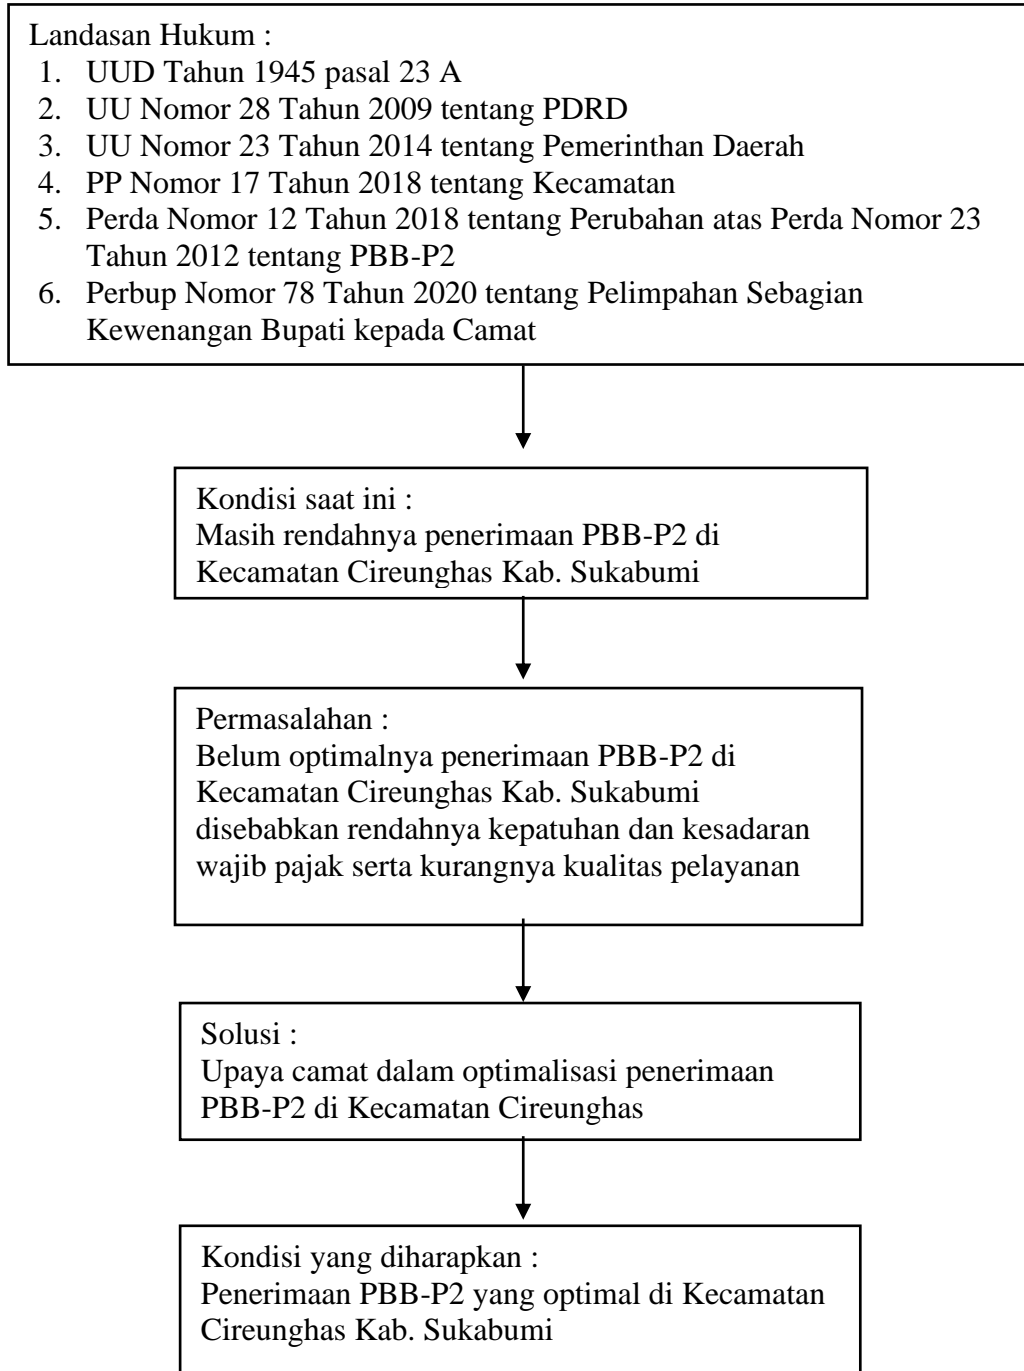 Landasan Hukum :
1. UUD Tahun 1945 pasal 23 A
2. UU Nomor 28 Tahun 2009 tentang PDRD
3. UU Nomor 23 Tahun 2014 tentang Pemerinthan Daerah
4. PP Nomor 17 Tahun 2018 tentang Kecamatan
5. Perda Nomor 12 Tahun 2018 tentang Perubahan atas Perda Nomor 23
Tahun 2012 tentang PBB-P2
6. Perbup Nomor 78 Tahun 2020 tentang Pelimpahan Sebagian
Kewenangan Bupati kepada Camat
Kondisi saat ini :
Masih rendahnya penerimaan PBB-P2 di
Kecamatan Cireunghas Kab. Sukabumi
Permasalahan :
Belum optimalnya penerimaan PBB-P2 di
Kecamatan Cireunghas Kab. Sukabumi
disebabkan rendahnya kepatuhan dan kesadaran
wajib pajak serta kurangnya kualitas pelayanan
Solusi :
Upaya camat dalam optimalisasi penerimaan
PBB-P2 di Kecamatan Cireunghas
Kondisi yang diharapkan :
Penerimaan PBB-P2 yang optimal di Kecamatan
Cireunghas Kab. Sukabumi